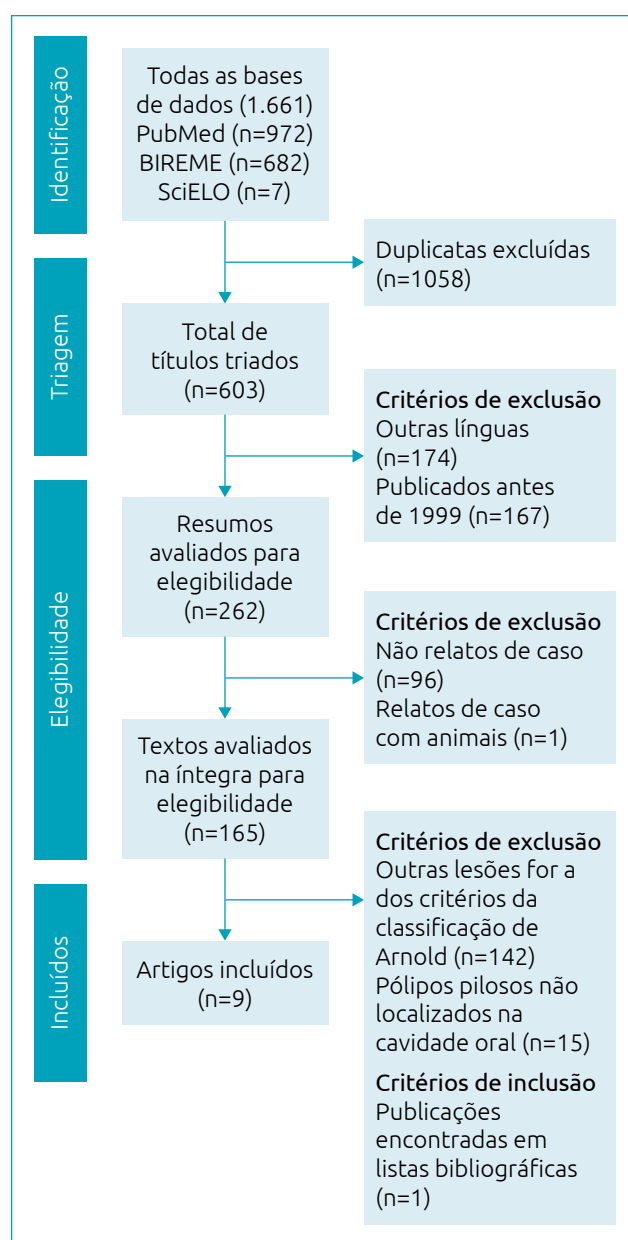 Identificação
Todas as bases
de dados (1.661)
PubMed (n=972)
BIREME (n=682)
SciELO (n=7)
Duplicatas excluídas
(n=1058)
Triagem
Total de
títulos triados
(n=603)
Critérios de exclusão
Outras línguas
(n=174)
Publicados antes
de 1999 (n=167)
Elegibilidade
Resumos
avaliados para
elegibilidade
(n=262)
Critérios de exclusão
Não relatos de caso
(n=96)
Relatos de caso
com animais (n=1)
Textos avaliados
na íntegra para
elegibilidade
(n=165)
Critérios de exclusão
Outras lesões for a
dos critérios da
classificação de
Arnold (n=142)
Pólipos pilosos não
localizados na
cavidade oral (n=15)
Critérios de inclusão
Publicações
encontradas em
listas bibliográficas
(n=1)
Incluídos
Artigos incluídos
(n=9)